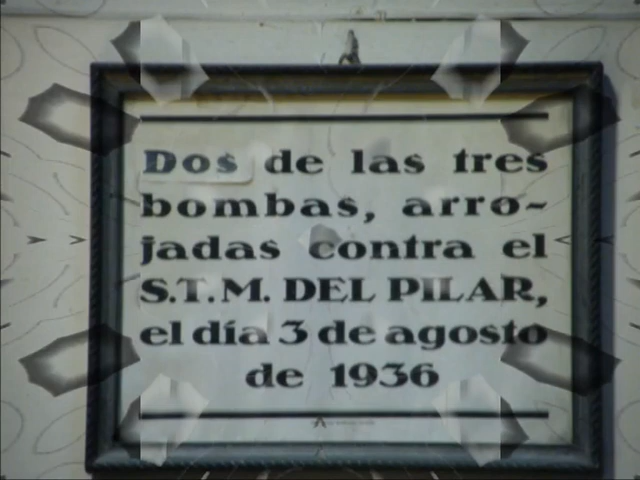 Dos de las tres
bombas, arro-
jadas contra el
S.T.M. DEL PILAR,
el día 3 de agosto
de 1936